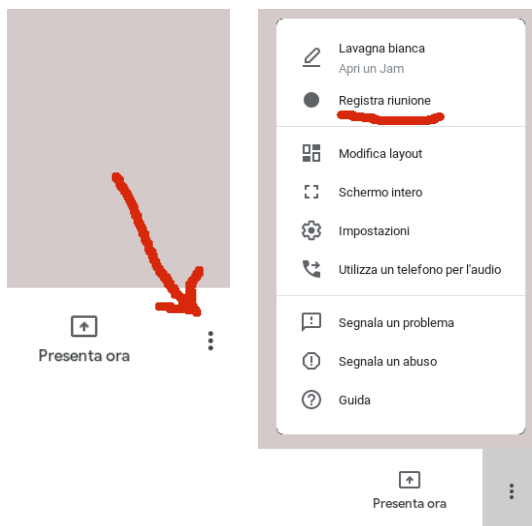 Presenta ora
Lavagna bianca
Apri un Jam
Registra riunione
Modifica layout
Schermo intero
Impostazioni
Utilizza un telefono per l'audio
Segnala un problema
Segnala un abuso
Guida
Presenta ora